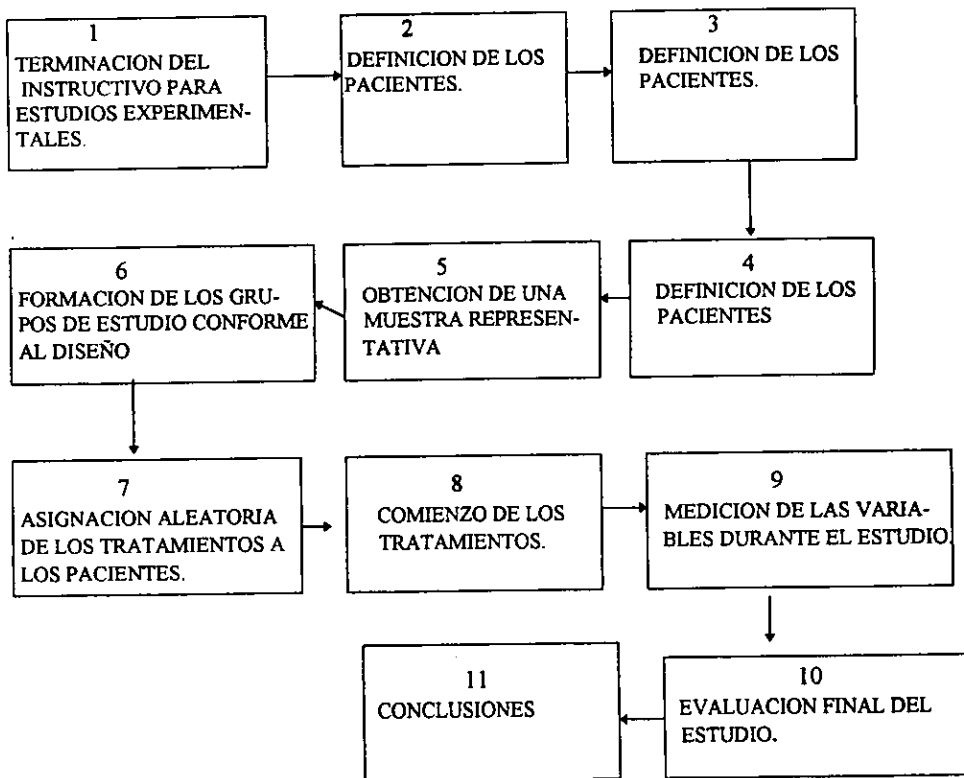 1
TERMINACION DEL
INSTRUCTIVO PARA
ESTUDIOS EXPERIMEN-
TALES.
2
DEFINICION DE LOS
PACIENTES.
3
DEFINICION DE LOS
PACIENTES.
4
DEFINICION DE LOS
PACIENTES
5
OBTENCION DE UNA
MUESTRA REPRESEN-
TATIVA
6
FORMACION DE LOS GRU-
POS DE ESTUDIO CONFORME
AL DISEÑO
7
ASIGNACION ALEATORIA
DE LOS TRATAMIENTOS A
LOS PACIENTES.
8
COMIENZO DE LOS
TRATAMIENTOS.
9
MEDICION DE LAS VARIA-
BLES DURANTE EL ESTUDIO
10
EVALUACION FINAL DEL
ESTUDIO.
11
CONCLUSIONES